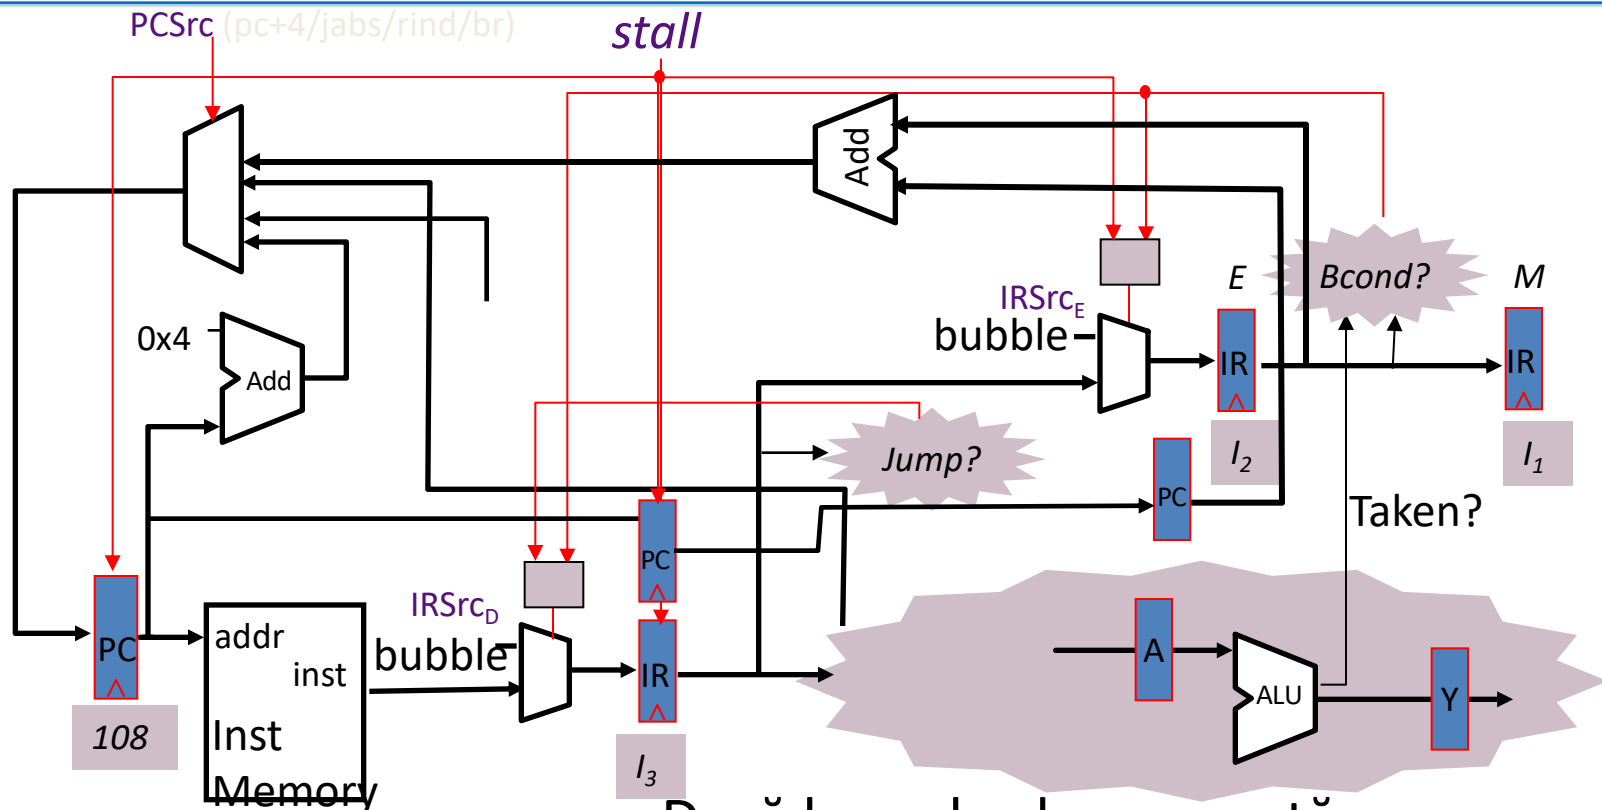 PCSrc (pc+4/jabs/rind/br)
stall
Add
E
Bcond?
M
IRSrcE
bubble
0x4
Add
IR
IR
I2
I1
Jump?
PC
Taken?
PC
IRSrcD
bubble
addr
inst
PC
IR
A
ALU
Y
108
Inst
Memory
I3